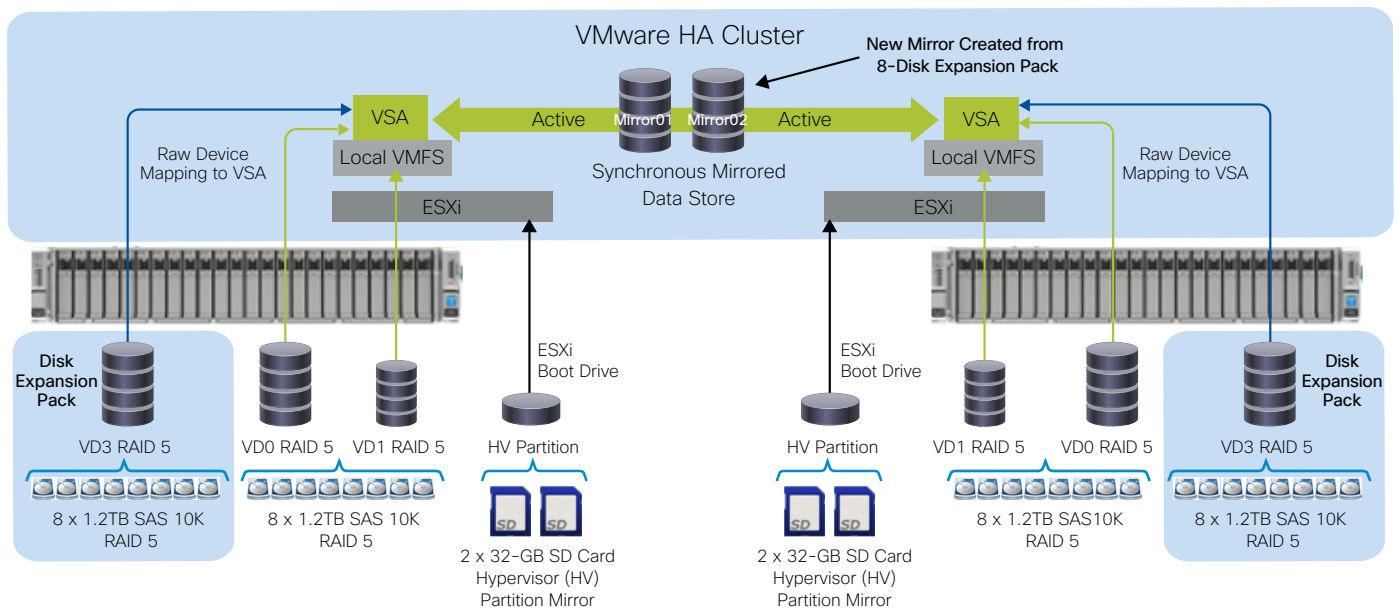 VMware HA Cluster
New Mirror Created from
8-Disk Expansion Pack
VSA
Active
Mirror01
Mirror02
Active
VSA
Local VMFS
Local VMFS
Raw Device
Mapping to VSA
Synchronous Mirrored
Data Store
Raw Device
Mapping to VSA
ESXi
ESXi
Disk
Expansion
Pack
ESXi
Boot Drive
ESXi
Boot Drive
Disk
Expansion
Pack
VD3 RAID 5
VD0 RAID 5
VD1 RAID 5
HV Partition
HV Partition
VD1 RAID 5
VD0 RAID 5
VD3 RAID 5
8 x 1.2TB SAS 10K
RAID 5
8 x 1.2TB SAS 10K
RAID 5
SD
SD
2 x 32-GB SD Card
Hypervisor (HV)
Partition Mirror
SD
SD
2 x 32-GB SD Card
Hypervisor (HV)
Partition Mirror
8 x 1.2TB SAS10K
RAID 5
8 x 1.2TB SAS 10K
RAID 5